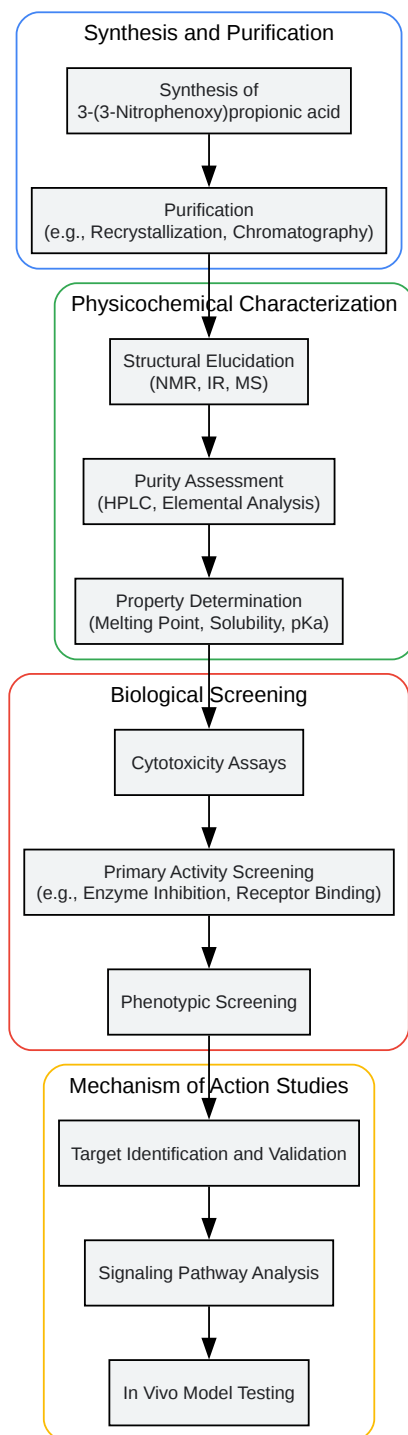 Synthesis and Purification
Synthesis of
3-(3-Nitrophenoxy)propionic acid
Purification
(e.g., Recrystallization, Chromatography)
Physicochemical Characterization
Structural Elucidation
(NMR, IR, MS)
Purity Assessment
(HPLC, Elemental Analysis)
Property Determination
(Melting Point, Solubility, pKa)
Biological Screening
Cytotoxicity Assays
Primary Activity Screening
(e.g., Enzyme Inhibition, Receptor Binding)
Phenotypic Screening
Mechanism of Action Studies
Target Identification and Validation
Signaling Pathway Analysis
In Vivo Model Testing